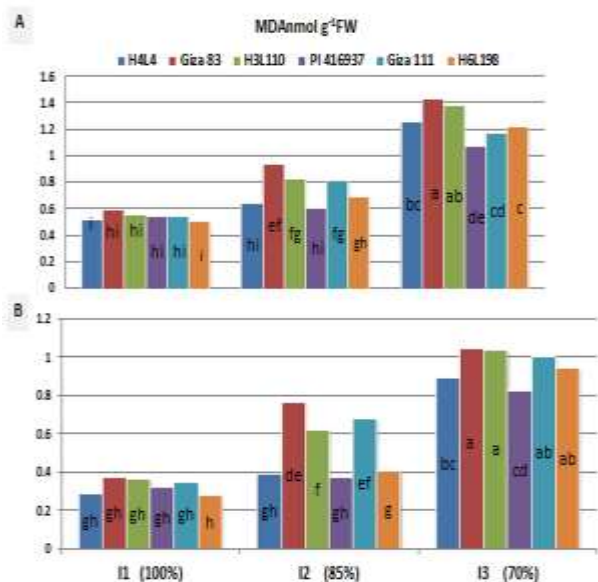 A
MDAnmol g⁻¹FW
H4L4 Giza 83 H3L110 PI 416937 Giza 111 H6L198
1.6
1.4
1.2
1
0.8
0.6
0.4
0.2
0
i hi hi hi hi i hi ef fg hi fg gh bc a ab de cd c
B
1.2
1
0.8
0.6
0.4
0.2
0
gh gh gh gh gh h gh de f gh ef g bc a a cd ab ab
I1 (100%) I2 (85%) I3 (70%)